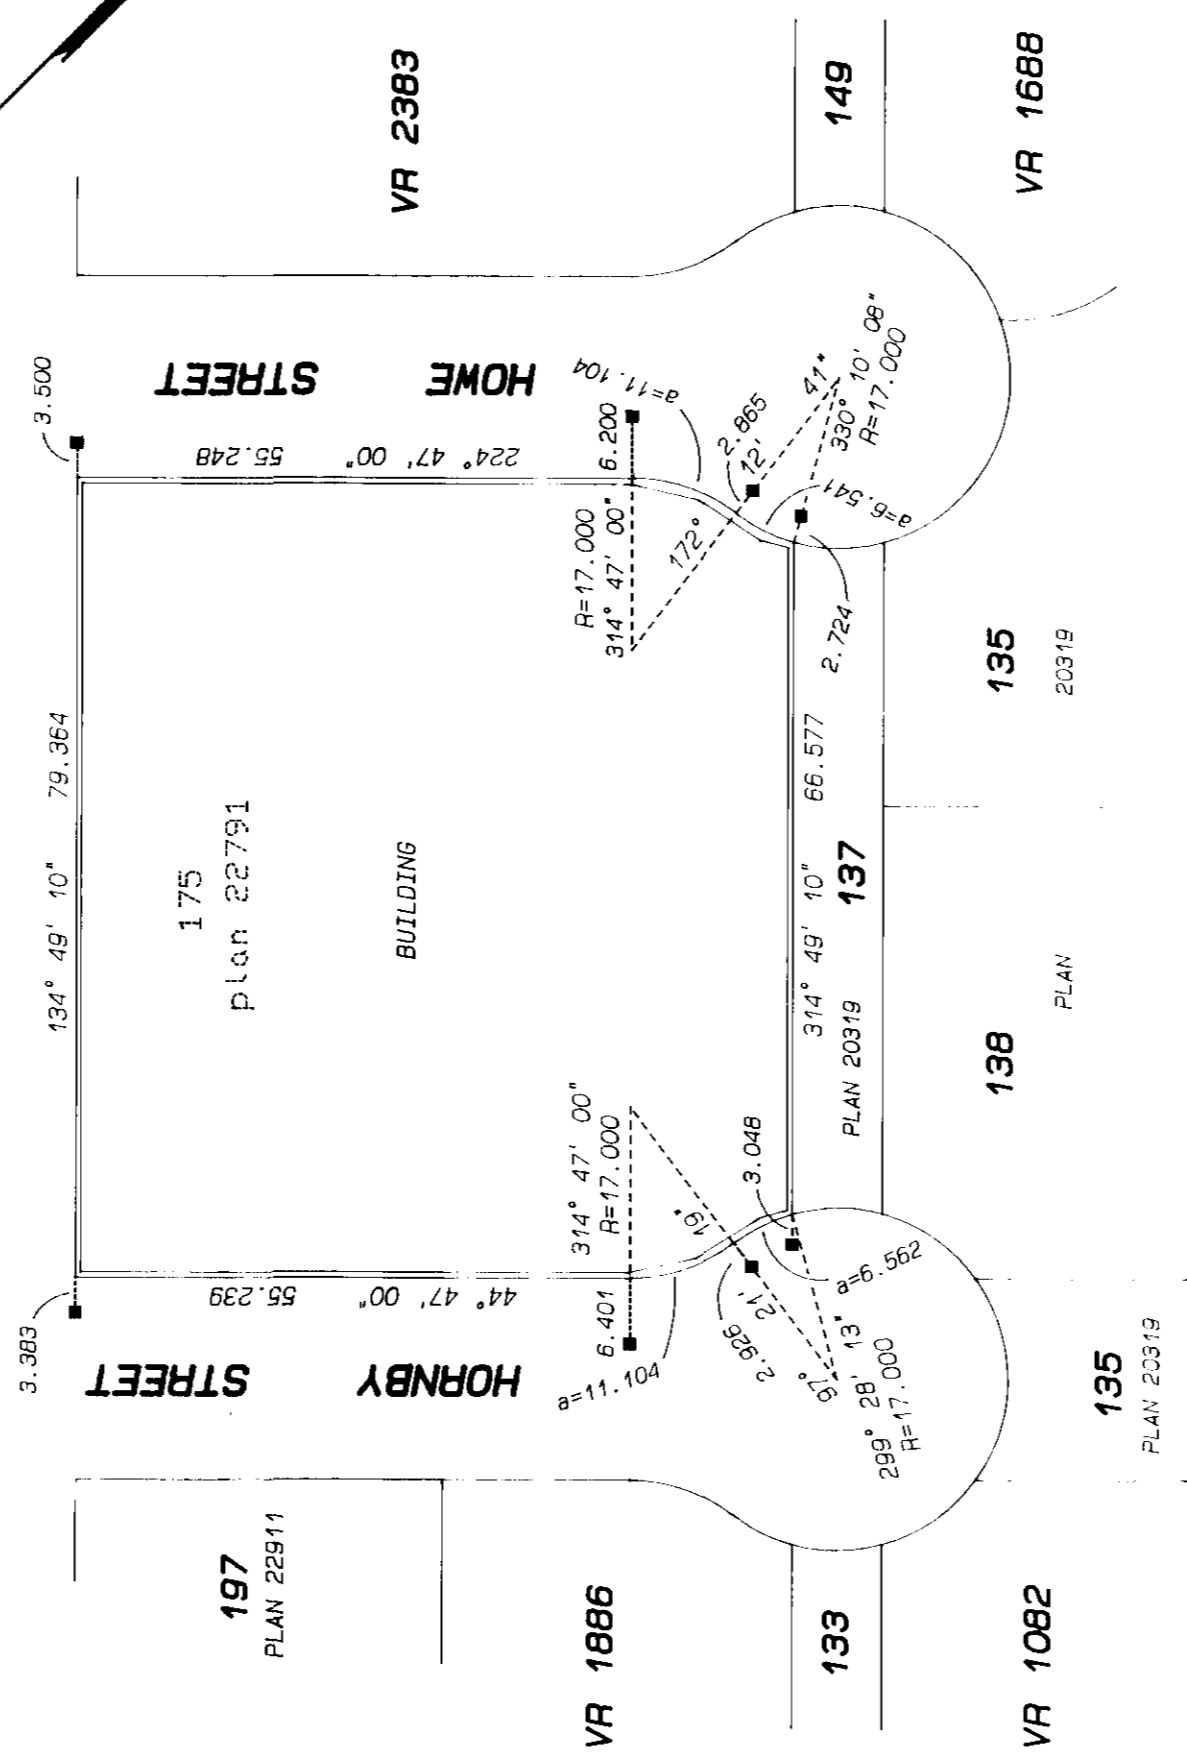 VR 2383
149
VR 1688
3.500
HOWE STREET
224° 47' 00" 55.248
6.200
a=11.104
R=17.000
314° 47' 00"
2.865
172° 12' 41"
330° 10' 08"
R=17.000
a=6.541
2.724
134° 49' 10" 79.364
175
plan 22791
BUILDING
314° 49' 10" 66.577
137
PLAN 20319
135
20319
138
PLAN
3.383
HORNBY STREET
44° 47' 00" 55.239
6.401
a=11.104
314° 47' 00"
R=17.000
3.048
2.926
97° 21' 19"
a=6.562
299° 28' 13"
R=17.000
135
PLAN 20319
197
PLAN 22911
VR 1886
133
VR 1082